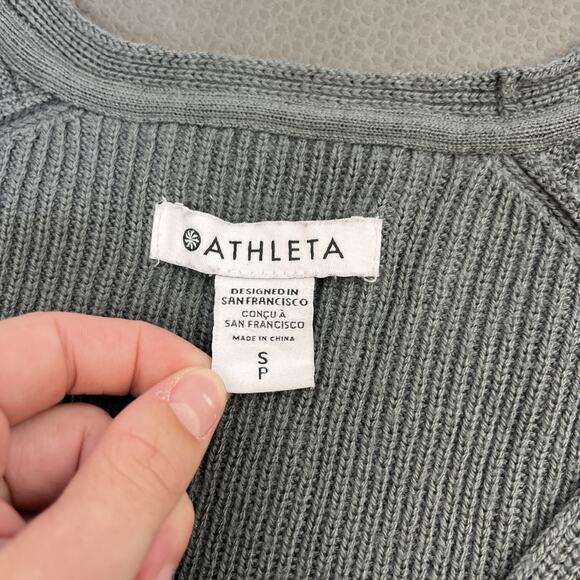 ATHLETA
DESIGNED IN
SAN FRANCISCO
CONÇU À
SAN FRANCISCO
MADE IN CHINA
S
P